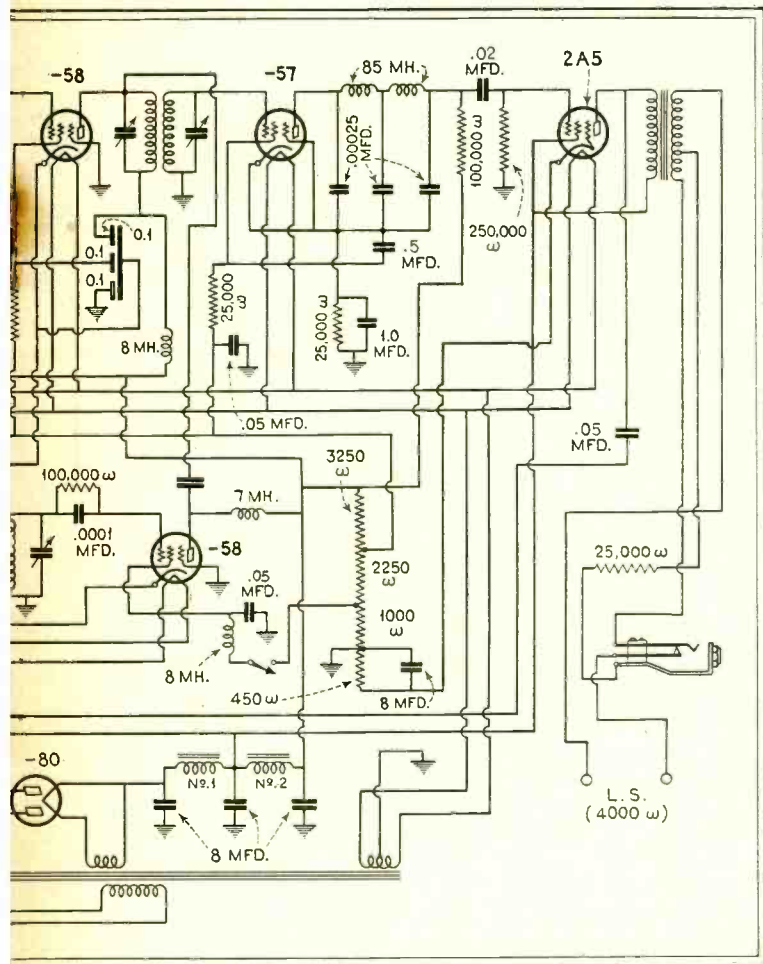 -58
-57
85 MH.
.02
MFD.
2A5
.00025
MFD.
100,000 ω
250,000
ω
0.1
0.1
0.1
.5
MFD.
25,000
ω
25,000 ω
1.0
MFD.
8 MH.
.05 MFD.
.05
MFD.
3250
ω
100,000 ω
7 MH.
.0001
MFD.
-58
.05
MFD.
2250
ω
1000
ω
25,000 ω
8 MH.
450 ω
8 MFD.
-80
Nº.1
Nº.2
8 MFD.
L.S.
(4000 ω)